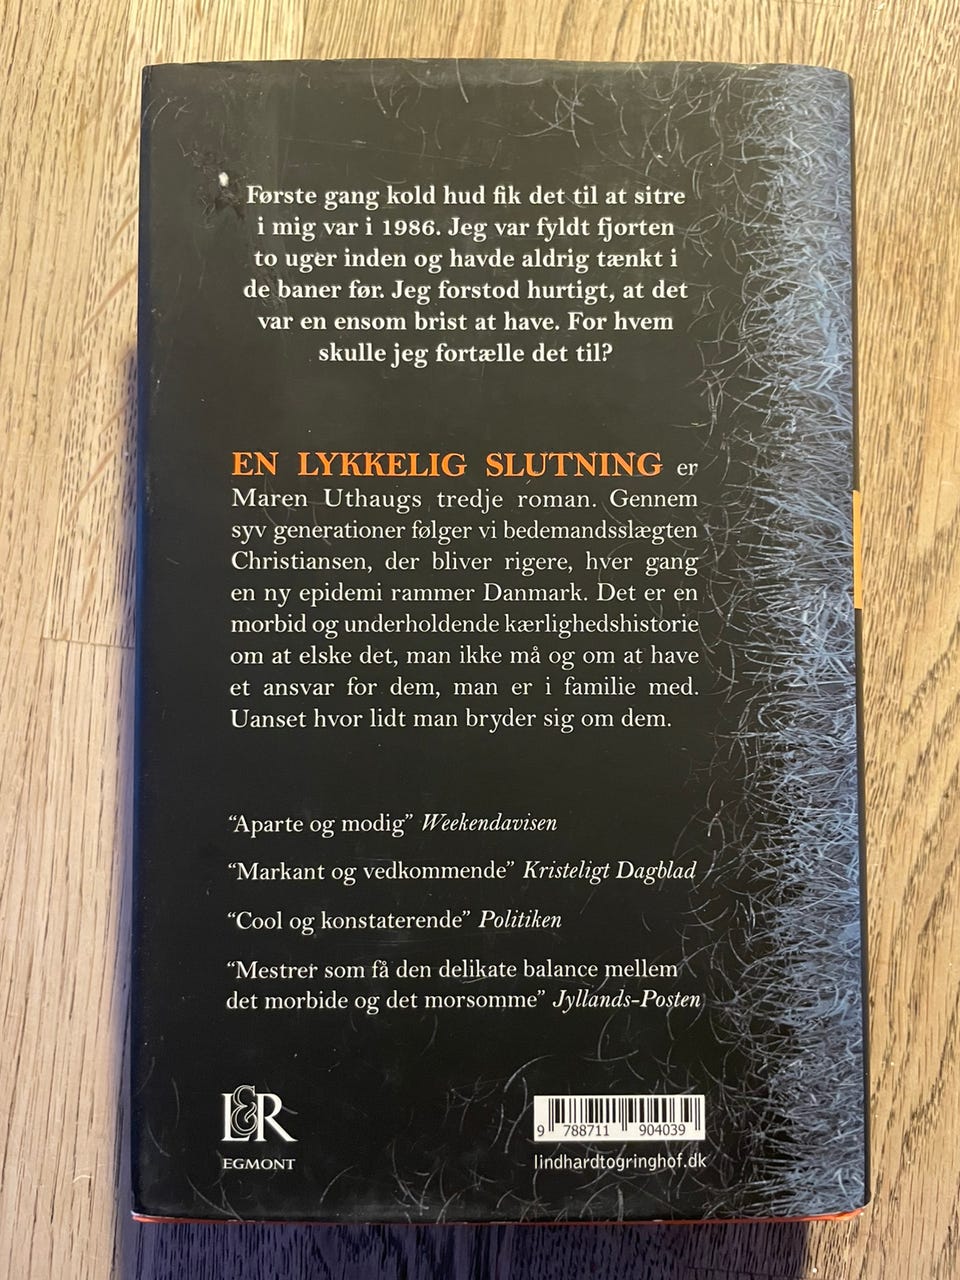 Første gang kold hud fik det til at sitre
i mig var i 1986. Jeg var fyldt fjorten
to uger inden og havde aldrig tænkt i
de baner før. Jeg forstod hurtigt, at det
var en ensom brist at have. For hvem
skulle jeg fortælle det til?
EN LYKKELIG SLUTNING er
Maren Uthaugs tredje roman. Gennem
syv generationer følger vi bedemandsslægten
Christiansen, der bliver rigere, hver gang
en ny epidemi rammer Danmark. Det er en
morbid og underholdende kærlighedshistorie
om at elske det, man ikke må og om at have
et ansvar for dem, man er i familie med.
Uanset hvor lidt man bryder sig om dem.
“Aparte og modig” Weekendavisen
“Markant og vedkommende” Kristeligt Dagblad
“Cool og konstaterende” Politiken
“Mestrer som få den delikate balance mellem
det morbide og det morsomme” Jyllands-Posten
L&R
EGMONT
9 788711 904039
lindhardtogringhof.dk